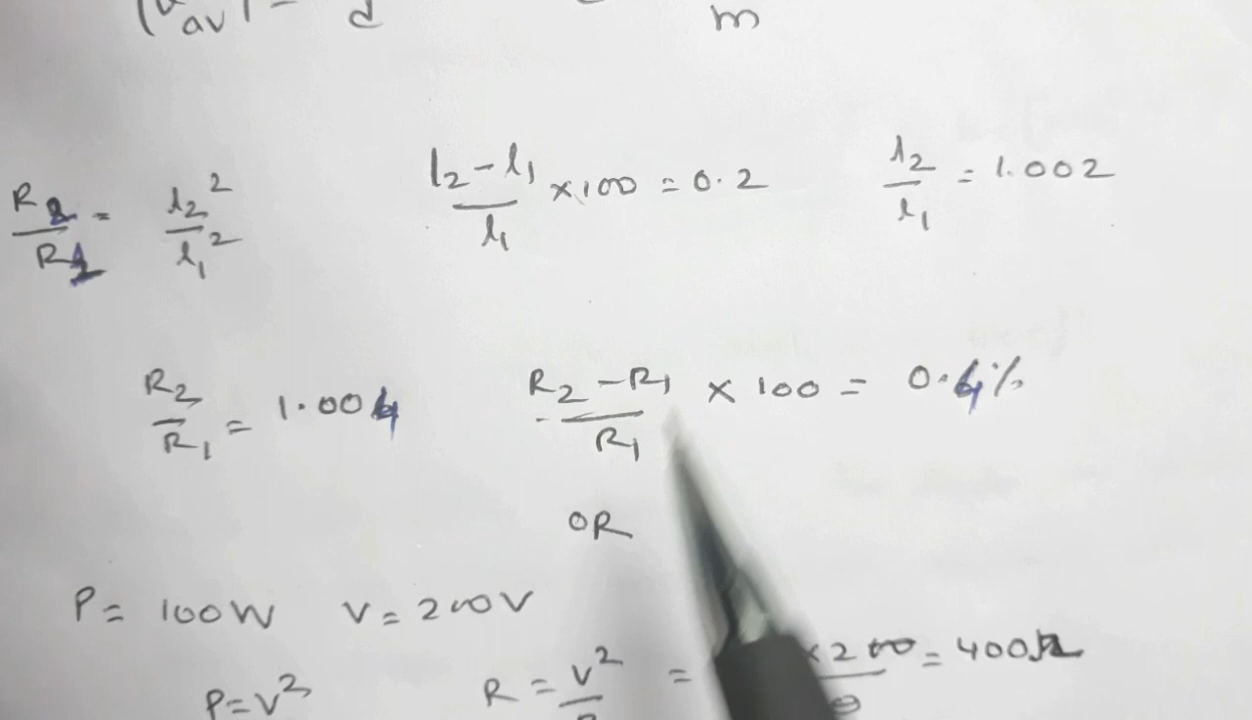 av = d m
R2/R1 = l2²/l1² l2-l1/l1 ×100 = 0.2 l2/l1 = 1.002
R2/R1 = 1.004 R2-R1/R1 × 100 = 0.4%
OR
P = 100W V = 200V
P = V² R = V²/ = ×200 = 400Ω